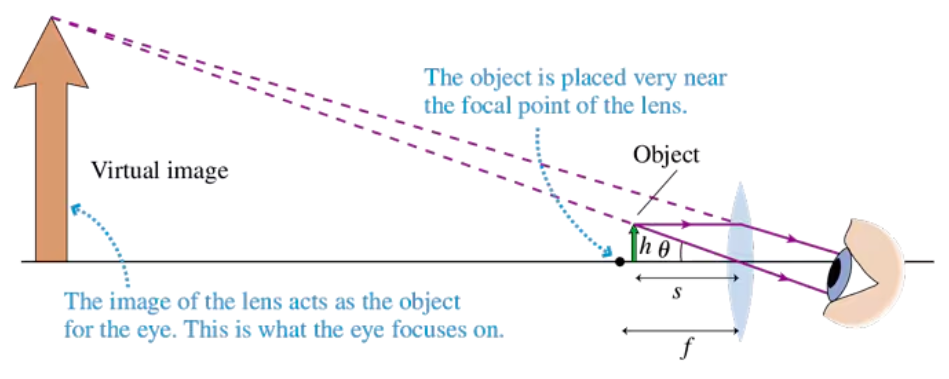 The object is placed very near
the focal point of the lens.
Object
Virtual image
h θ
s
The image of the lens acts as the object
for the eye. This is what the eye focuses on.
f